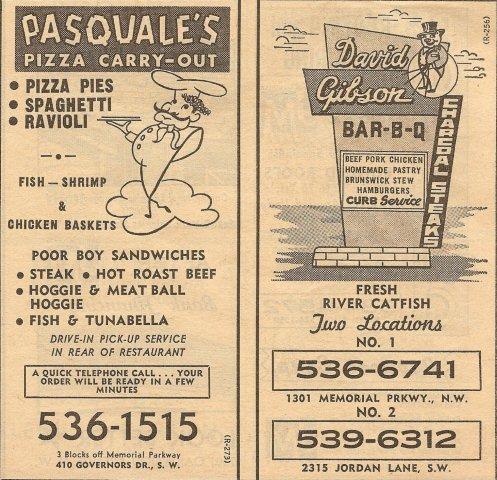 PASQUALE'S
PIZZA CARRY-OUT
• PIZZA PIES
• SPAGHETTI
• RAVIOLI
— • —
FISH — SHRIMP
&
CHICKEN BASKETS
POOR BOY SANDWICHES
• STEAK • HOT ROAST BEEF
• HOGGIE & MEAT BALL
HOGGIE
• FISH & TUNABELLA
DRIVE-IN PICK-UP SERVICE
IN REAR OF RESTAURANT
A QUICK TELEPHONE CALL . . . YOUR
ORDER WILL BE READY IN A FEW
MINUTES
536-1515
3 Blocks off Memorial Parkway
410 GOVERNORS DR., S. W.
(R-273)
(R-256)
David
Gibson
BAR-B-Q
BEEF PORK CHICKEN
HOMEMADE PASTRY
BRUNSWICK STEW
HAMBURGERS
CURB Service
CHARCOAL STEAKS
FRESH
RIVER CATFISH
Two Locations
NO. 1
536-6741
1301 MEMORIAL PRKWY., N.W.
NO. 2
539-6312
2315 JORDAN LANE, S.W.